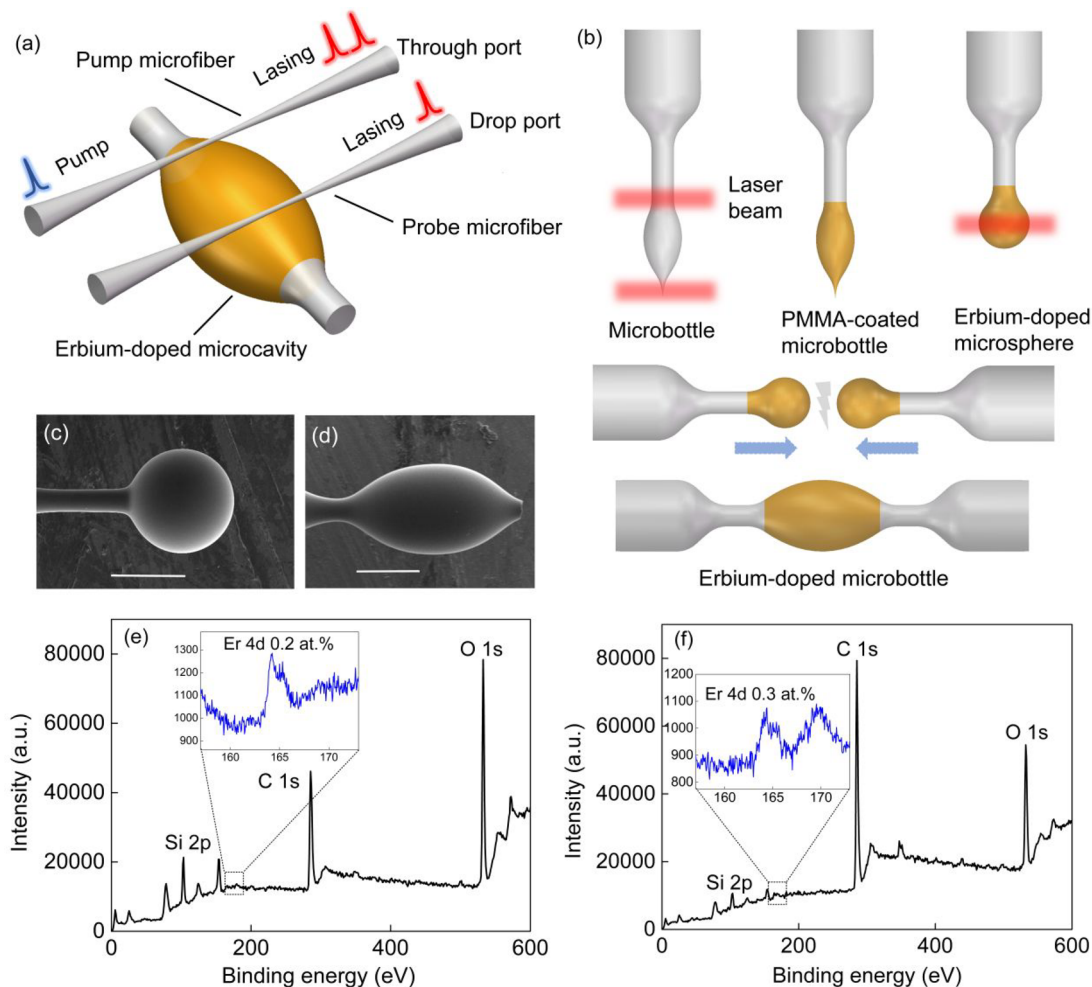 (a)
Pump microfiber
Lasing
Through port
Lasing
Drop port
Pump
Probe microfiber
Erbium-doped microcavity
(b)
Laser
beam
Microbottle
PMMA-coated
microbottle
Erbium-doped
microsphere
Erbium-doped microbottle
(c)
(d)
(e)
Er 4d 0.2 at.%
1300
1200
1100
1000
900
160
165
170
O 1s
C 1s
Si 2p
80000
60000
40000
20000
0
Intensity (a.u.)
0
200
400
600
Binding energy (eV)
(f)
C 1s
Er 4d 0.3 at.%
1200
1100
1000
900
800
160
165
170
O 1s
Si 2p
80000
60000
40000
20000
0
Intensity (a.u.)
0
200
400
600
Binding energy (eV)